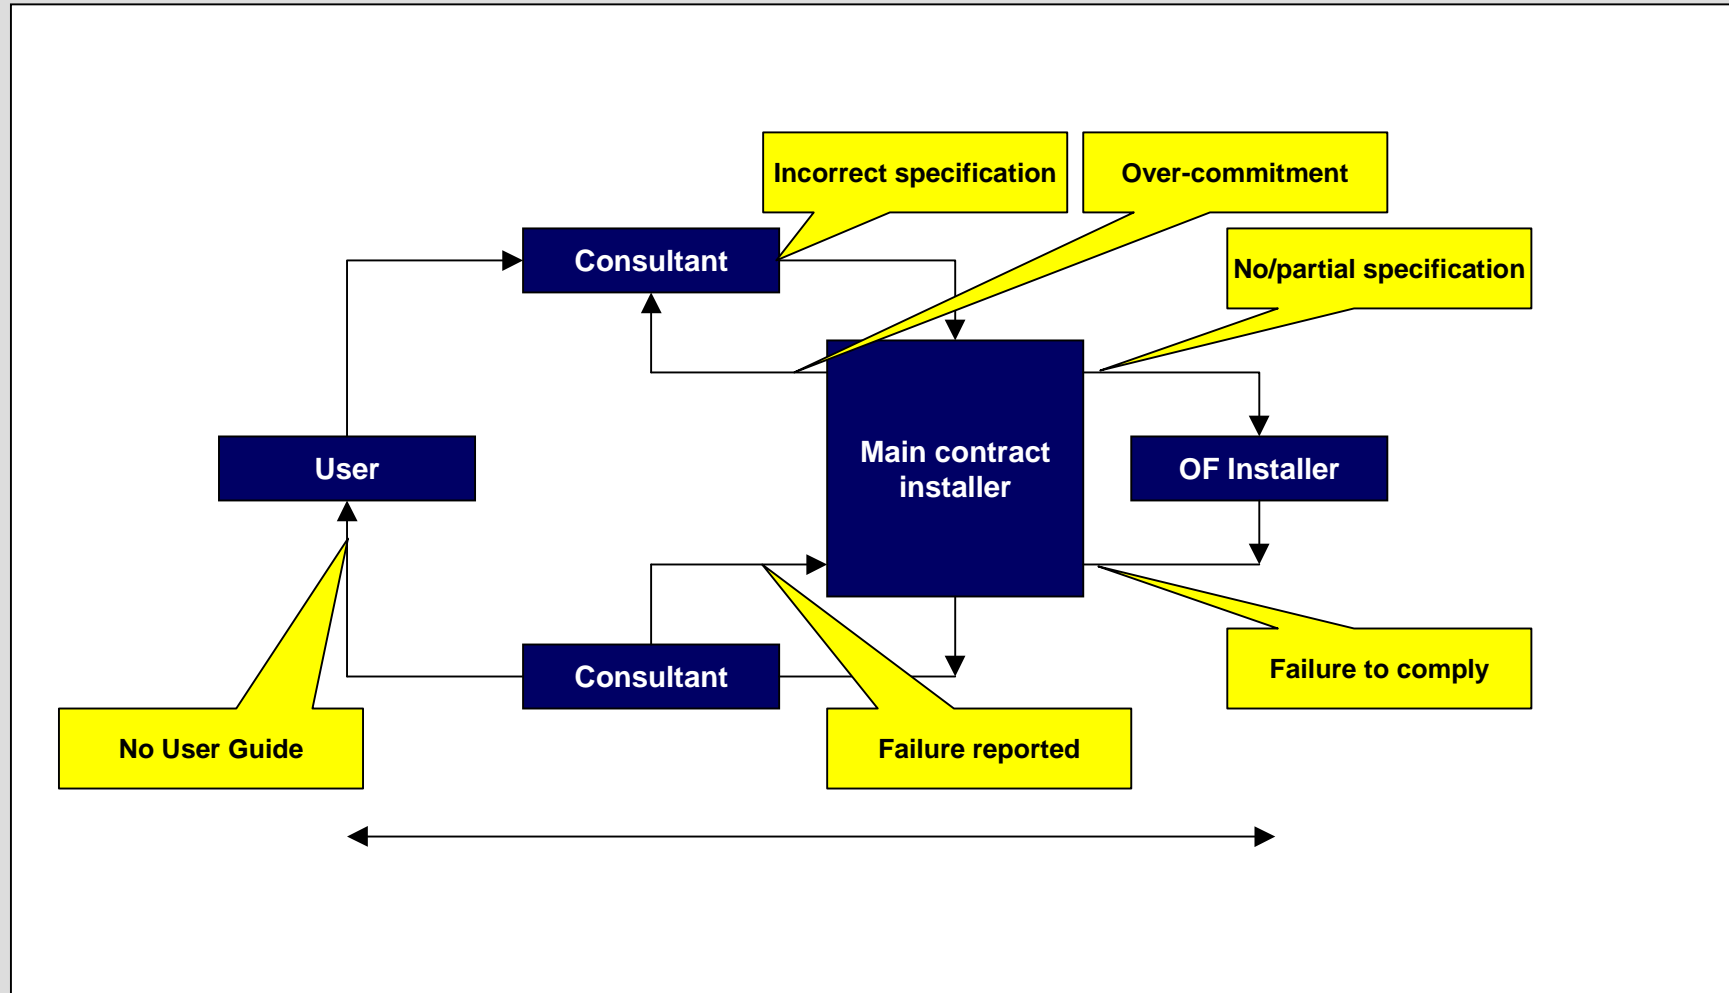 Incorrect specification
Over-commitment
Consultant
No/partial specification
Main contract
installer
User
OF Installer
Consultant
Failure to comply
No User Guide
Failure reported